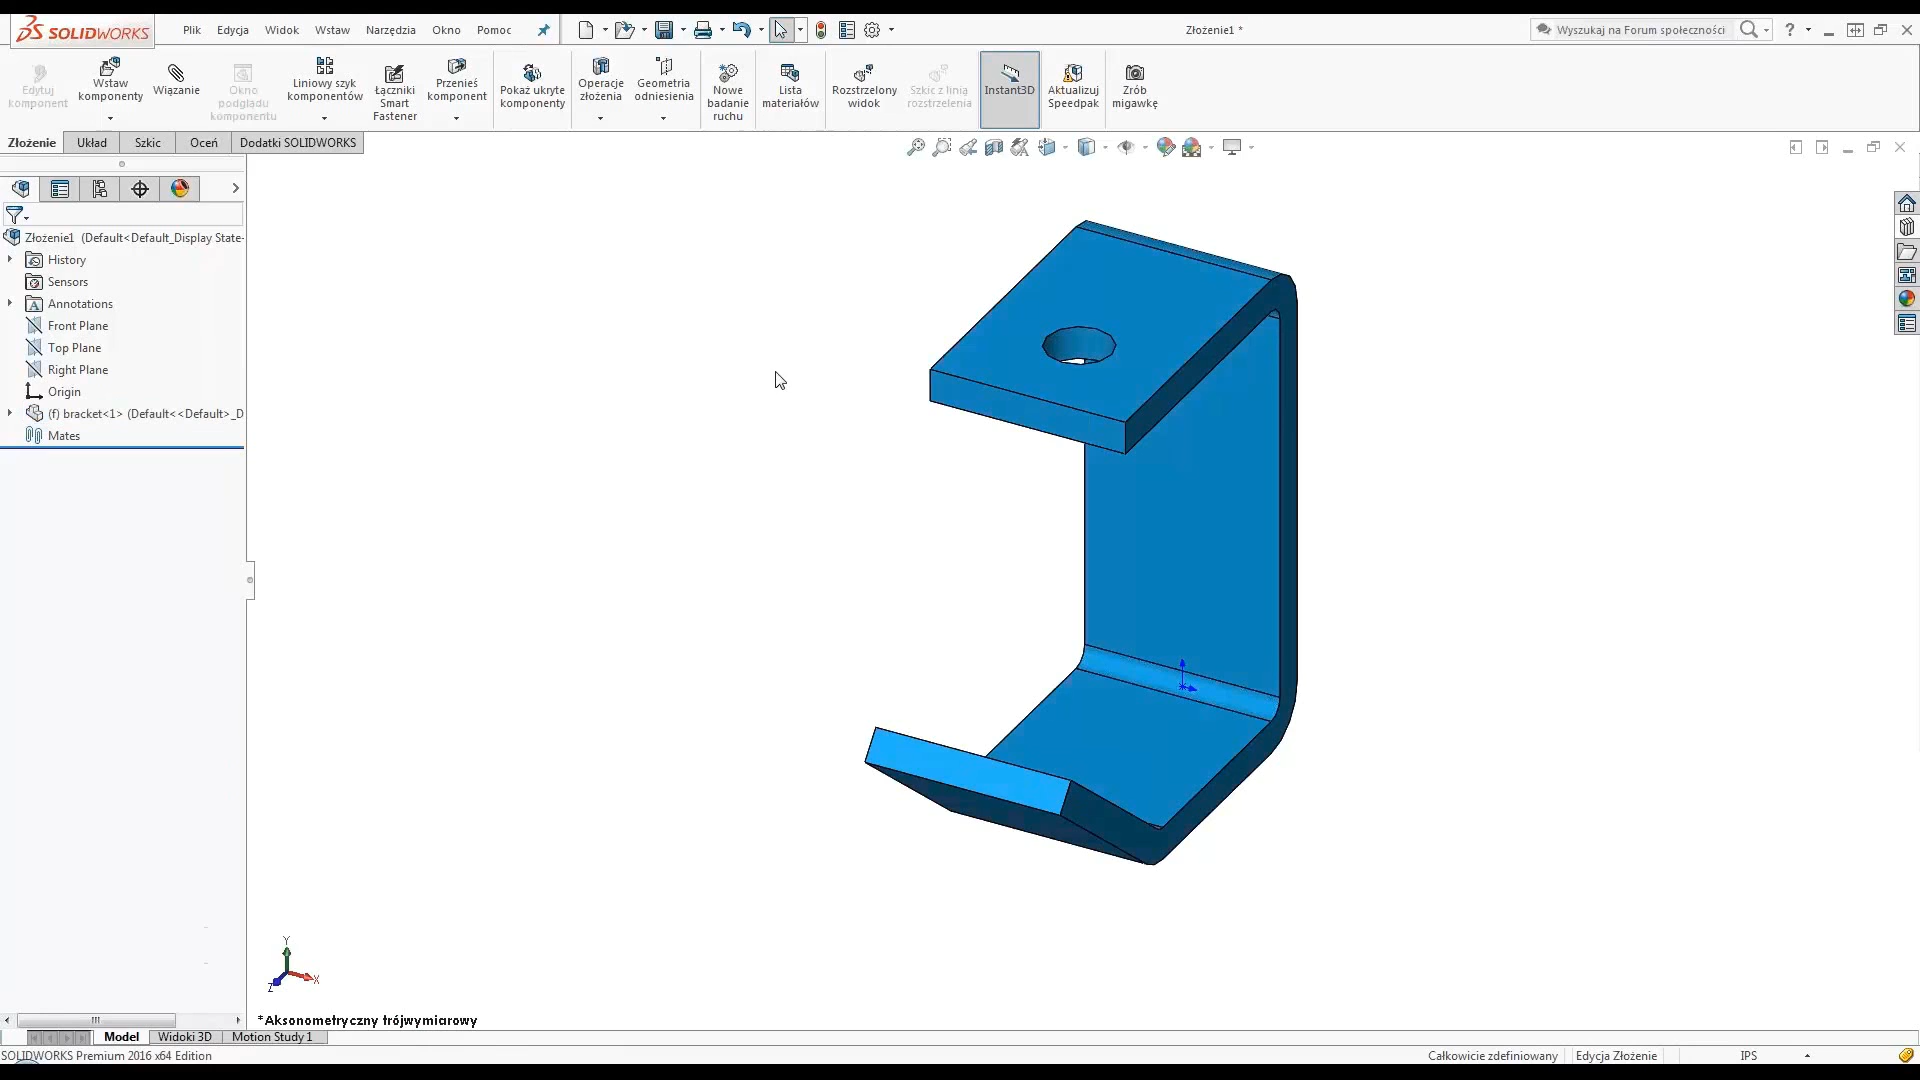 SOLIDWORKS
Plik Edycja Widok Wstaw Narzędzia Okno Pomoc
Złożenie1 *
Wyszukaj na Forum społeczności
Edytuj komponent
Wstaw komponenty
Wiązanie
Okno podglądu komponentu
Liniowy szyk komponentów
Łączniki Smart Fastener
Przenieś komponent
Pokaż ukryte komponenty
Operacje złożenia
Geometria odniesienia
Nowe badanie ruchu
Lista materiałów
Rozstrzelony widok
Szkic z linią rozstrzelenia
Instant3D
Aktualizuj Speedpak
Zrób migawkę
Złożenie Układ Szkic Oceń Dodatki SOLIDWORKS
Złożenie1 (Default<Default_Display State-
History
Sensors
Annotations
Front Plane
Top Plane
Right Plane
Origin
(f) bracket<1> (Default<<Default>_D
Mates
Y
X
Z
*Aksonometryczny trójwymiarowy
Model Widoki 3D Motion Study 1
SOLIDWORKS Premium 2016 x64 Edition
Całkowicie zdefiniowany Edycja Złożenie IPS